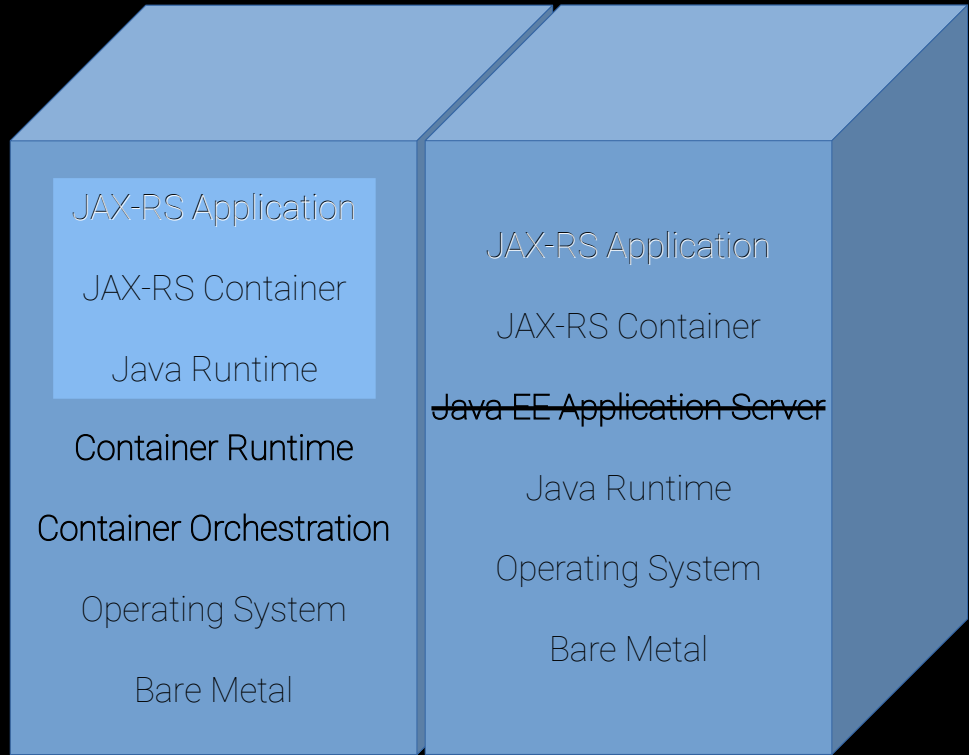 JAX-RS Application
JAX-RS Container
Java Runtime
Container Runtime
Container Orchestration
Operating System
Bare Metal
JAX-RS Application
JAX-RS Container
Java EE Application Server
Java Runtime
Operating System
Bare Metal